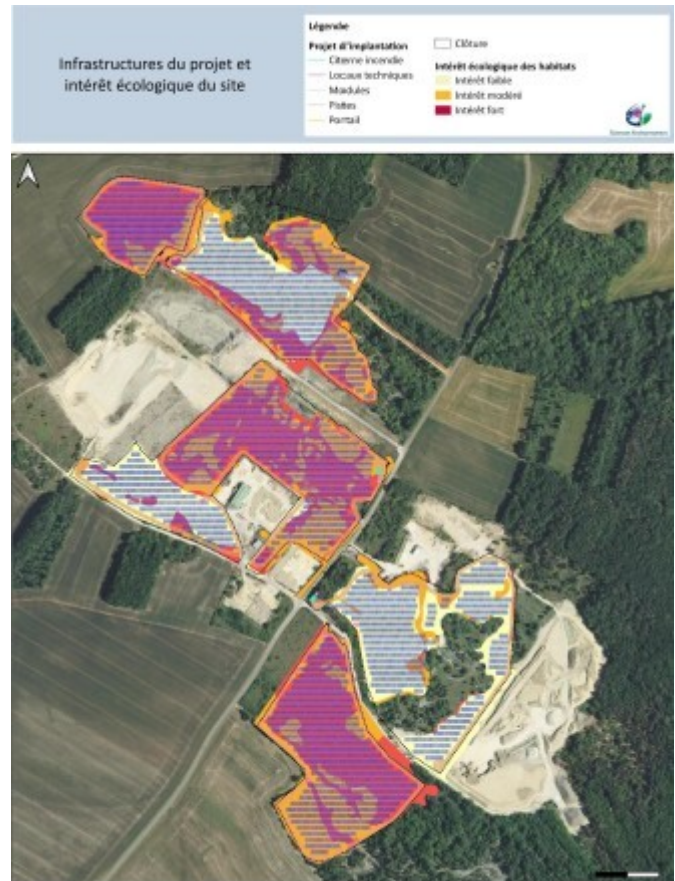 Infrastructures du projet et
intérêt écologique du site
Légende
Projet d'implantation
Citerne incendie
Locaux techniques
Modules
Pistes
Portail
Clôture
Intérêt écologique des habitats
Intérêt faible
Intérêt modéré
Intérêt fort